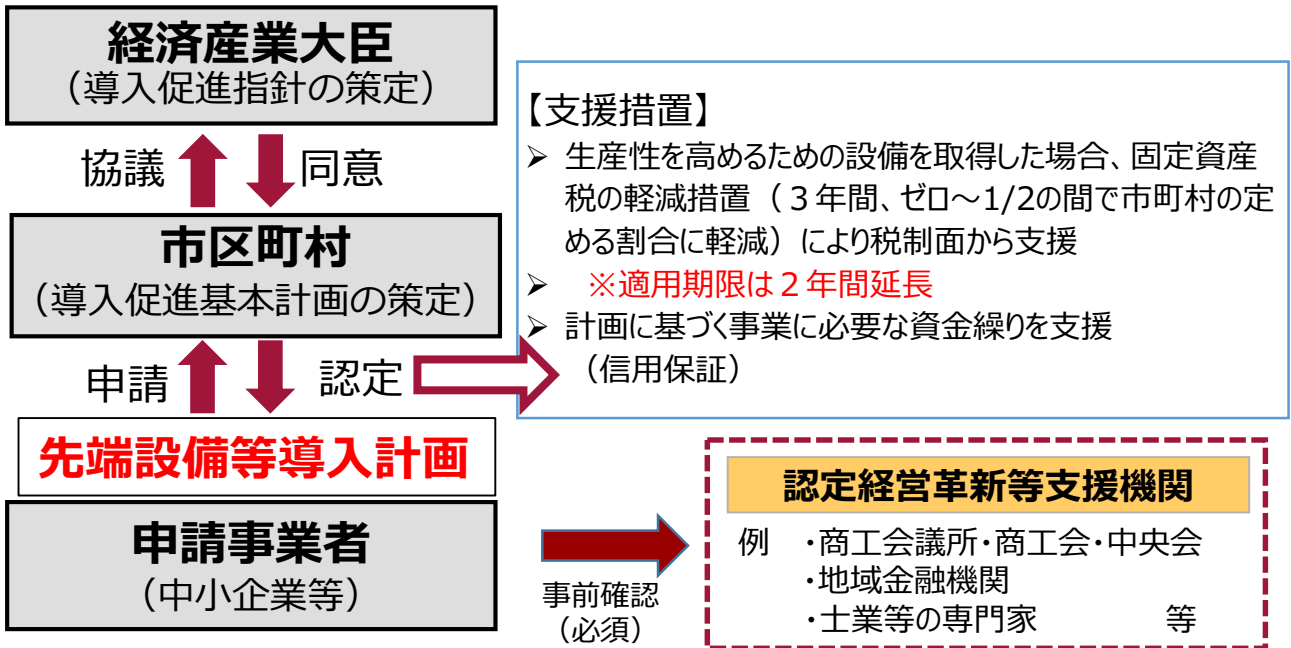 経済産業大臣
（導入促進指針の策定）
協議
同意
市区町村
（導入促進基本計画の策定）
申請
認定
先端設備等導入計画
申請事業者
（中小企業等）
【支援措置】
➢ 生産性を高めるための設備を取得した場合、固定資産
税の軽減措置（３年間、ゼロ～1/2の間で市町村の定
める割合に軽減）により税制面から支援
➢ ※適用期限は２年間延長
➢ 計画に基づく事業に必要な資金繰りを支援
（信用保証）
事前確認
（必須）
認定経営革新等支援機関
例 ・商工会議所・商工会・中央会
・地域金融機関
・士業等の専門家 等